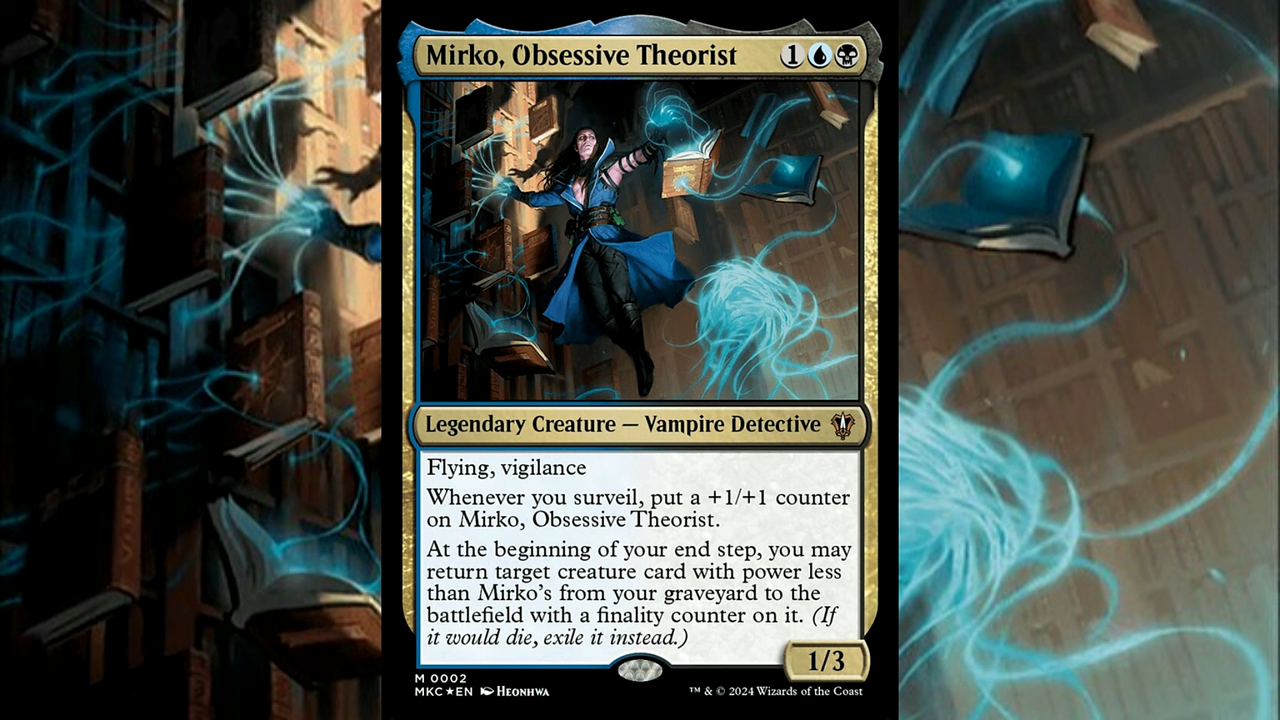 Mirko, Obsessive Theorist 1
Legendary Creature — Vampire Detective
Flying, vigilance
Whenever you surveil, put a +1/+1 counter
on Mirko, Obsessive Theorist.
At the beginning of your end step, you may
return target creature card with power less
than Mirko's from your graveyard to the
battlefield with a finality counter on it. (If
it would die, exile it instead.)
1/3
M 0002
MKC★EN Heonhwa ™ & © 2024 Wizards of the Coast